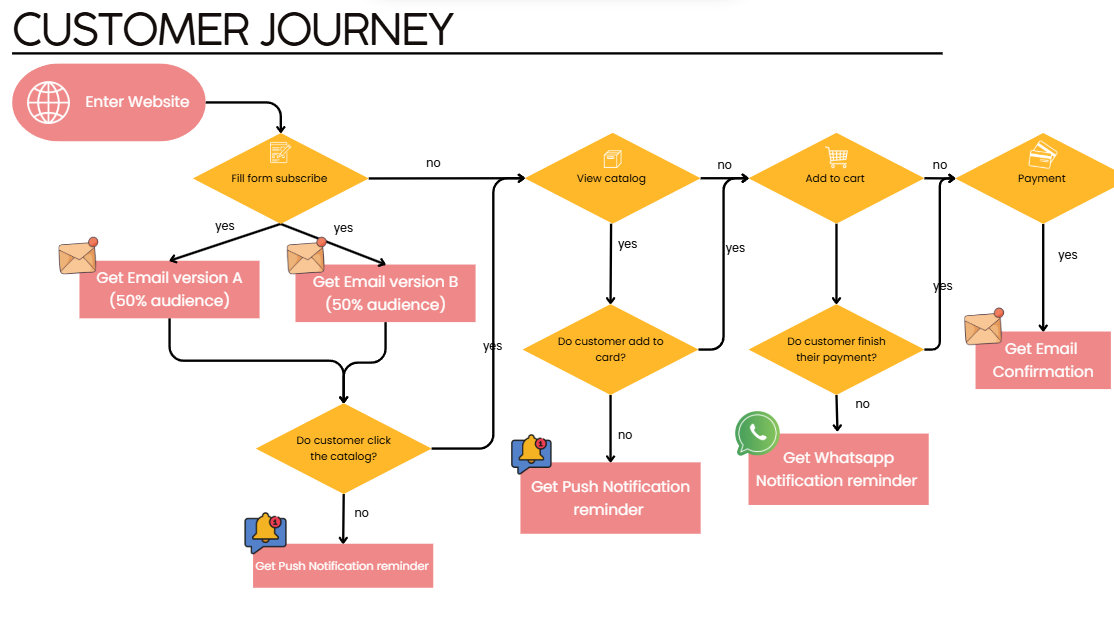 CUSTOMER JOURNEY
Enter Website
Fill form subscribe
no
View catalog
no
Add to cart
no
Payment
yes
yes
Get Email version A
(50% audience)
Get Email version B
(50% audience)
yes
yes
yes
yes
Do customer click
the catalog?
no
Get Push Notification reminder
Do customer add to
card?
no
Get Push Notification
reminder
Do customer finish
their payment?
no
Get Whatsapp
Notification reminder
yes
Get Email
Confirmation
1
1